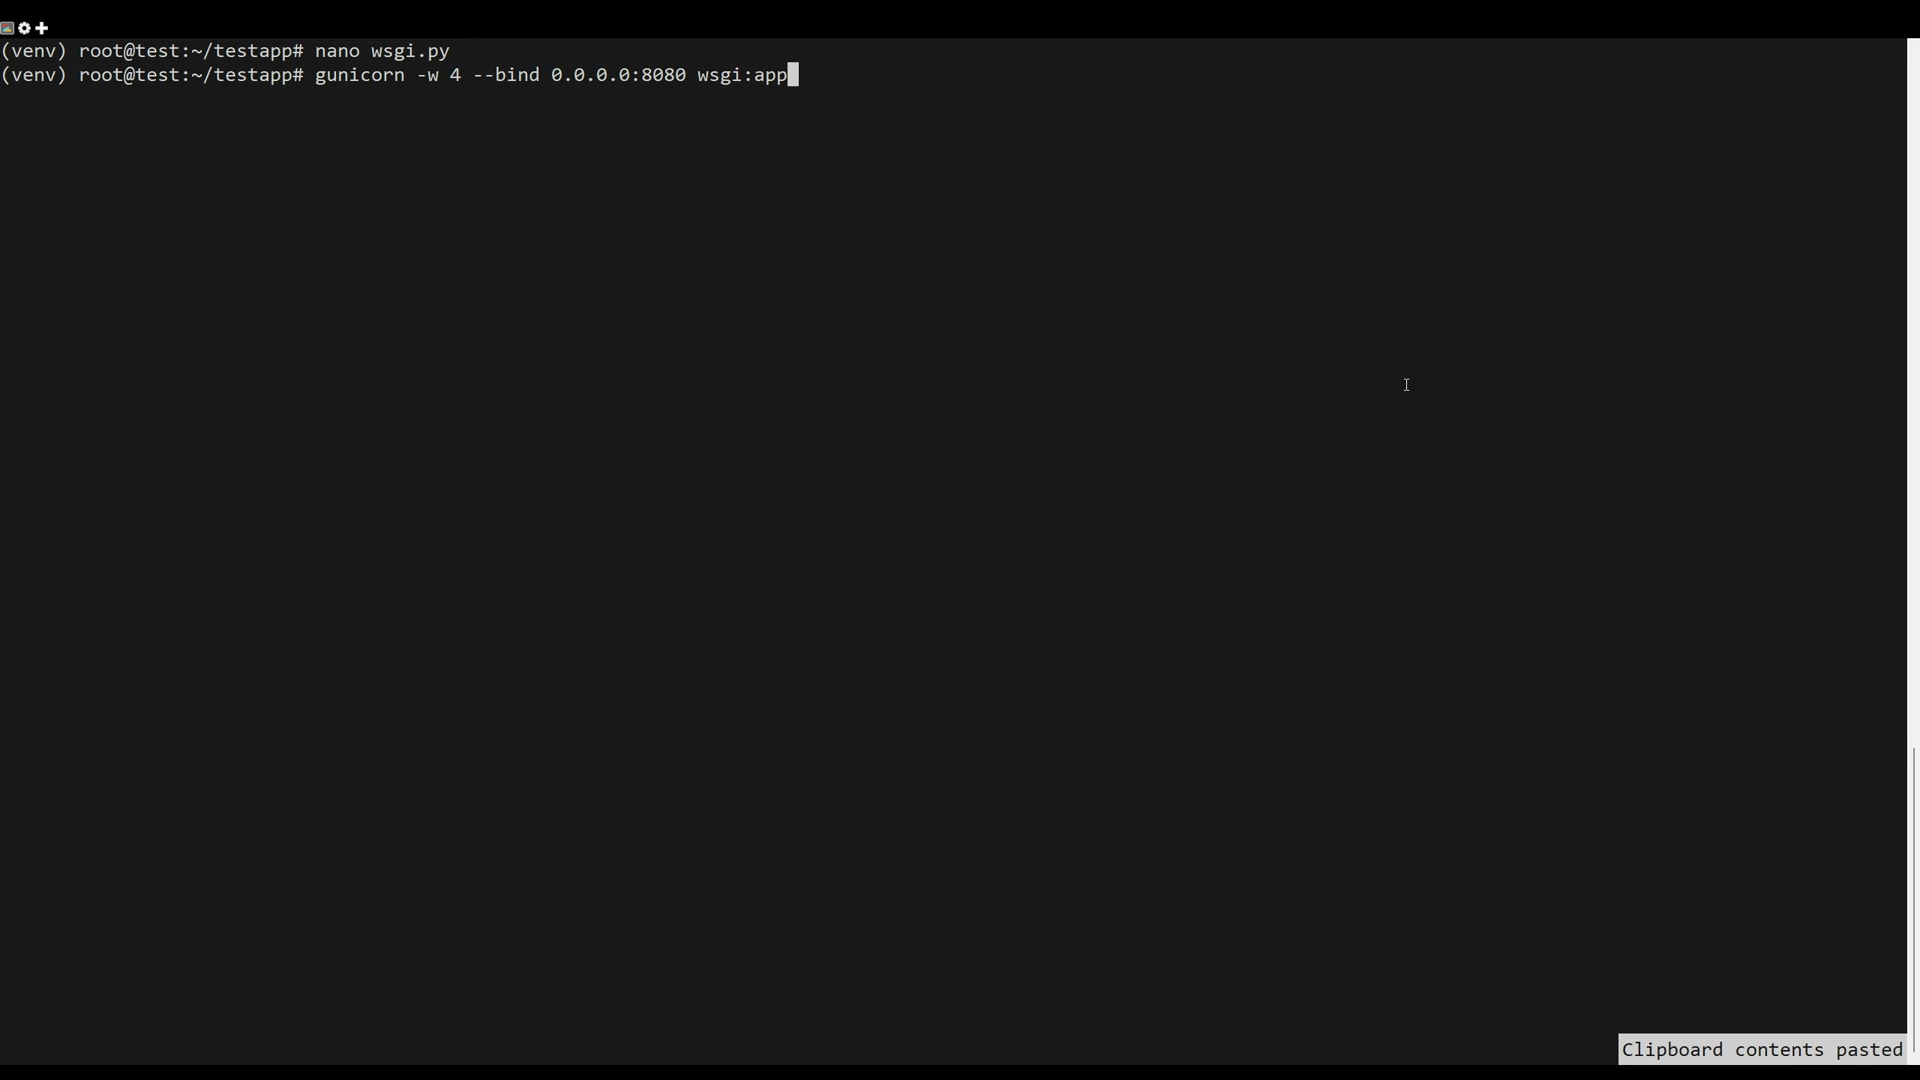 (venv) root@test:~/testapp# nano wsgi.py
(venv) root@test:~/testapp# gunicorn -w 4 --bind 0.0.0.0:8080 wsgi:app
Clipboard contents pasted